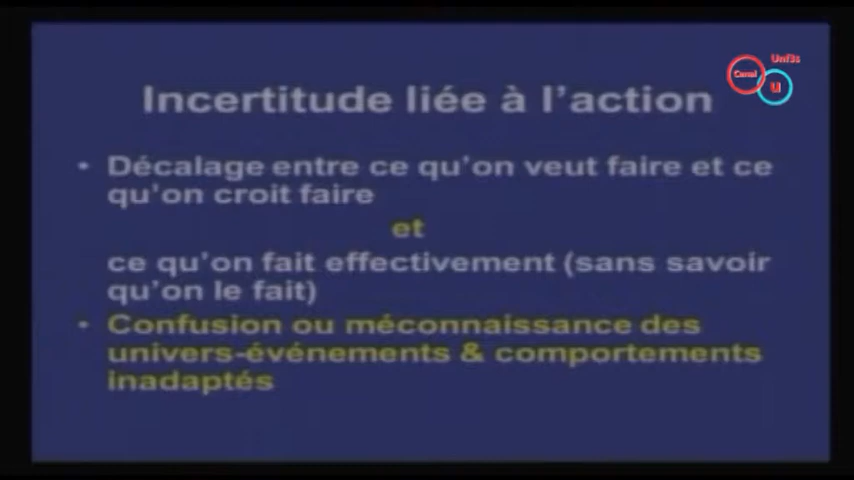 Unf3s
Canal
u
Incertitude liée à l'action
• Décalage entre ce qu'on veut faire et ce
qu'on croit faire
et
ce qu'on fait effectivement (sans savoir
qu'on le fait)
• Confusion ou méconnaissance des
univers-événements & comportements
inadaptés